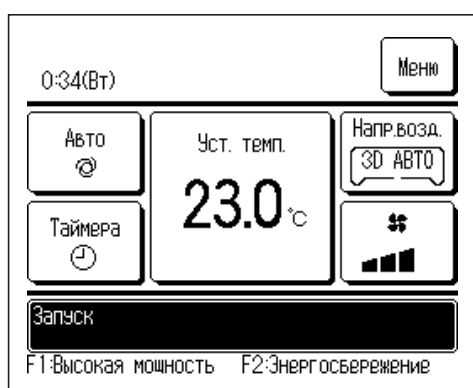 0:34(Вт)
Меню
Авто
Уст. темп.
23.0 °C
Напр.возд.
3D АВТО
Таймера
Запуск
F1:Высокая мощность F2:Энергосбережение